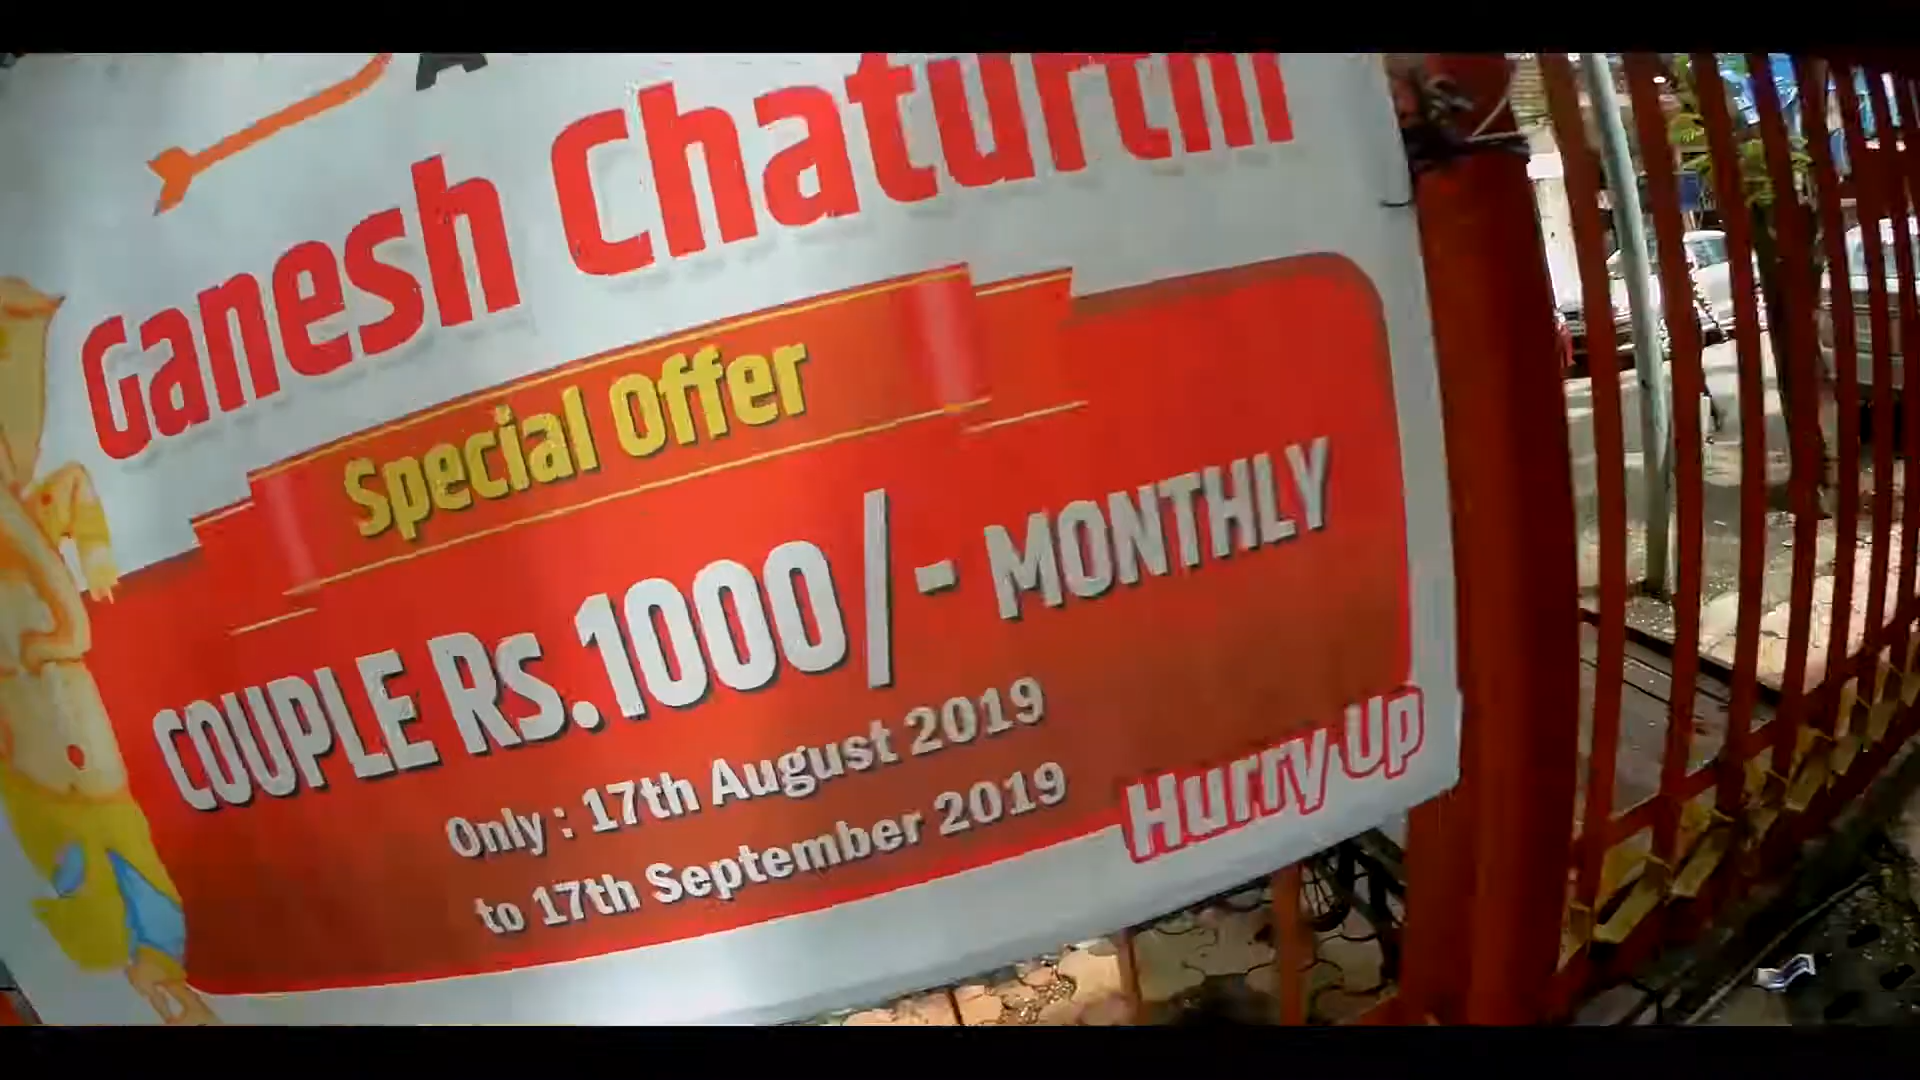 Ganesh Chaturthi
Special Offer
COUPLE Rs.1000/- MONTHLY
Only : 17th August 2019
to 17th September 2019
Hurry Up